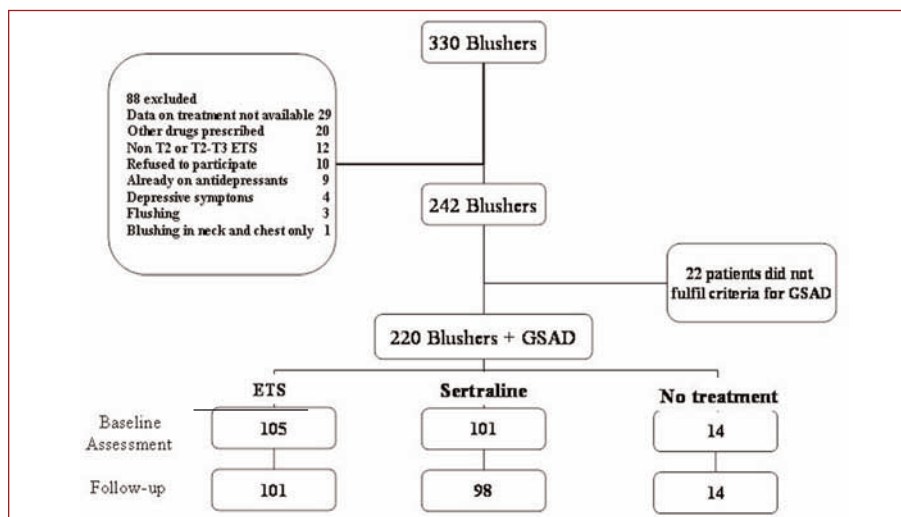 330 Blushers
88 excluded
Data on treatment not available 29
Other drugs prescribed 20
Non T2 or T2-T3 ETS 12
Refused to participate 10
Already on antidepressants 9
Depressive symptoms 4
Flushing 3
Blushing in neck and chest only 1
242 Blushers
22 patients did not
fulfil criteria for GSAD
220 Blushers + GSAD
ETS Sertraline No treatment
Baseline
Assessment
105 101 14
Follow-up 101 98 14